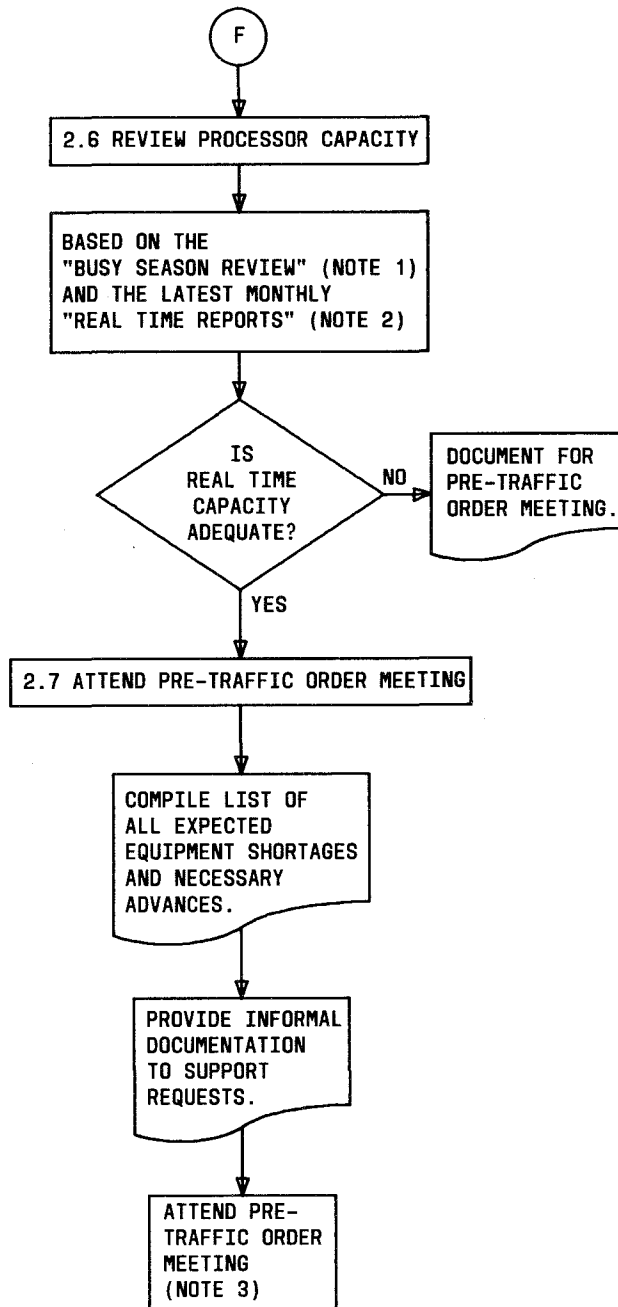 F
2.6 REVIEW PROCESSOR CAPACITY
BASED ON THE
"BUSY SEASON REVIEW" (NOTE 1)
AND THE LATEST MONTHLY
"REAL TIME REPORTS" (NOTE 2)
IS
REAL TIME
CAPACITY
ADEQUATE?
NO
DOCUMENT FOR
PRE-TRAFFIC
ORDER MEETING.
YES
2.7 ATTEND PRE-TRAFFIC ORDER MEETING
COMPILE LIST OF
ALL EXPECTED
EQUIPMENT SHORTAGES
AND NECESSARY
ADVANCES.
PROVIDE INFORMAL
DOCUMENTATION
TO SUPPORT
REQUESTS.
ATTEND PRE-
TRAFFIC ORDER
MEETING
(NOTE 3)